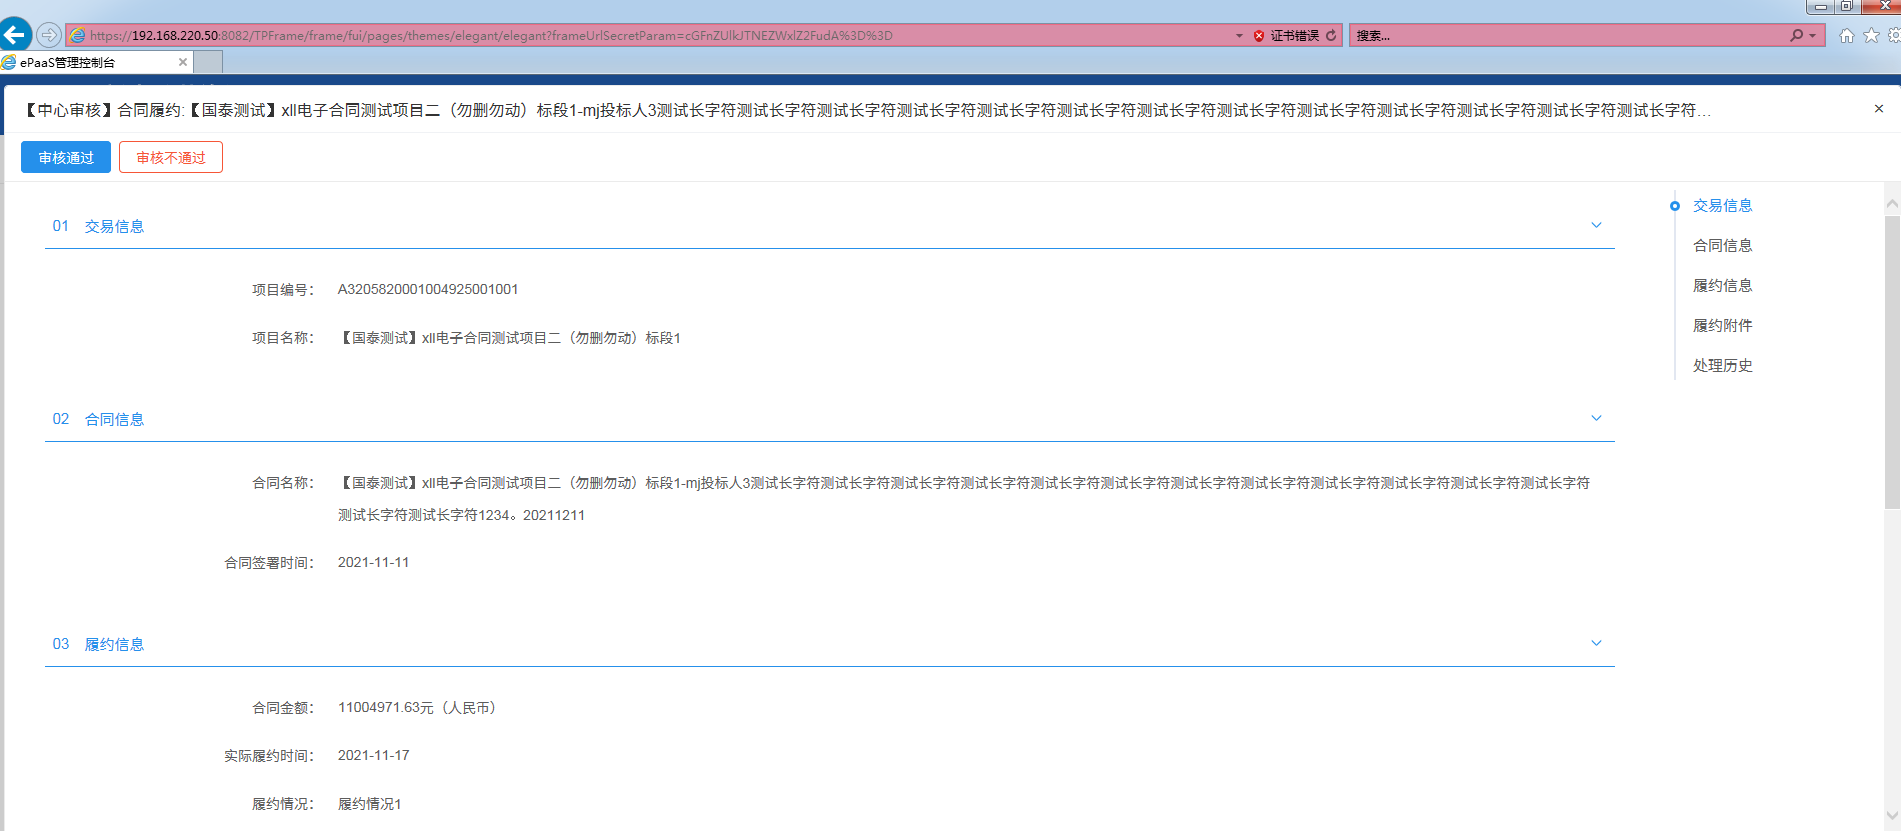 https://192.168.220.50:8082/TPFrame/frame/fui/pages/themes/elegant/elegant?frameUrlSecretParam=cGFnZUlkJTNEZWxlZ2FudA%3D%3D
证书错误
搜索...
ePaaS管理控制台
【中心审核】合同履约:【国泰测试】xll电子合同测试项目二（勿删勿动）标段1-mj投标人3测试长字符测试长字符测试长字符测试长字符测试长字符测试长字符测试长字符测试长字符测试长字符测试长字符测试长字符测试长字符测试长字符...
审核通过
审核不通过
01 交易信息
项目编号： A3205820001004925001001
项目名称： 【国泰测试】xll电子合同测试项目二（勿删勿动）标段1
02 合同信息
合同名称： 【国泰测试】xll电子合同测试项目二（勿删勿动）标段1-mj投标人3测试长字符测试长字符测试长字符测试长字符测试长字符测试长字符测试长字符测试长字符测试长字符测试长字符测试长字符测试长字符
测试长字符测试长字符1234。20211211
合同签署时间： 2021-11-11
03 履约信息
合同金额： 11004971.63元（人民币）
实际履约时间： 2021-11-17
履约情况： 履约情况1
交易信息
合同信息
履约信息
履约附件
处理历史